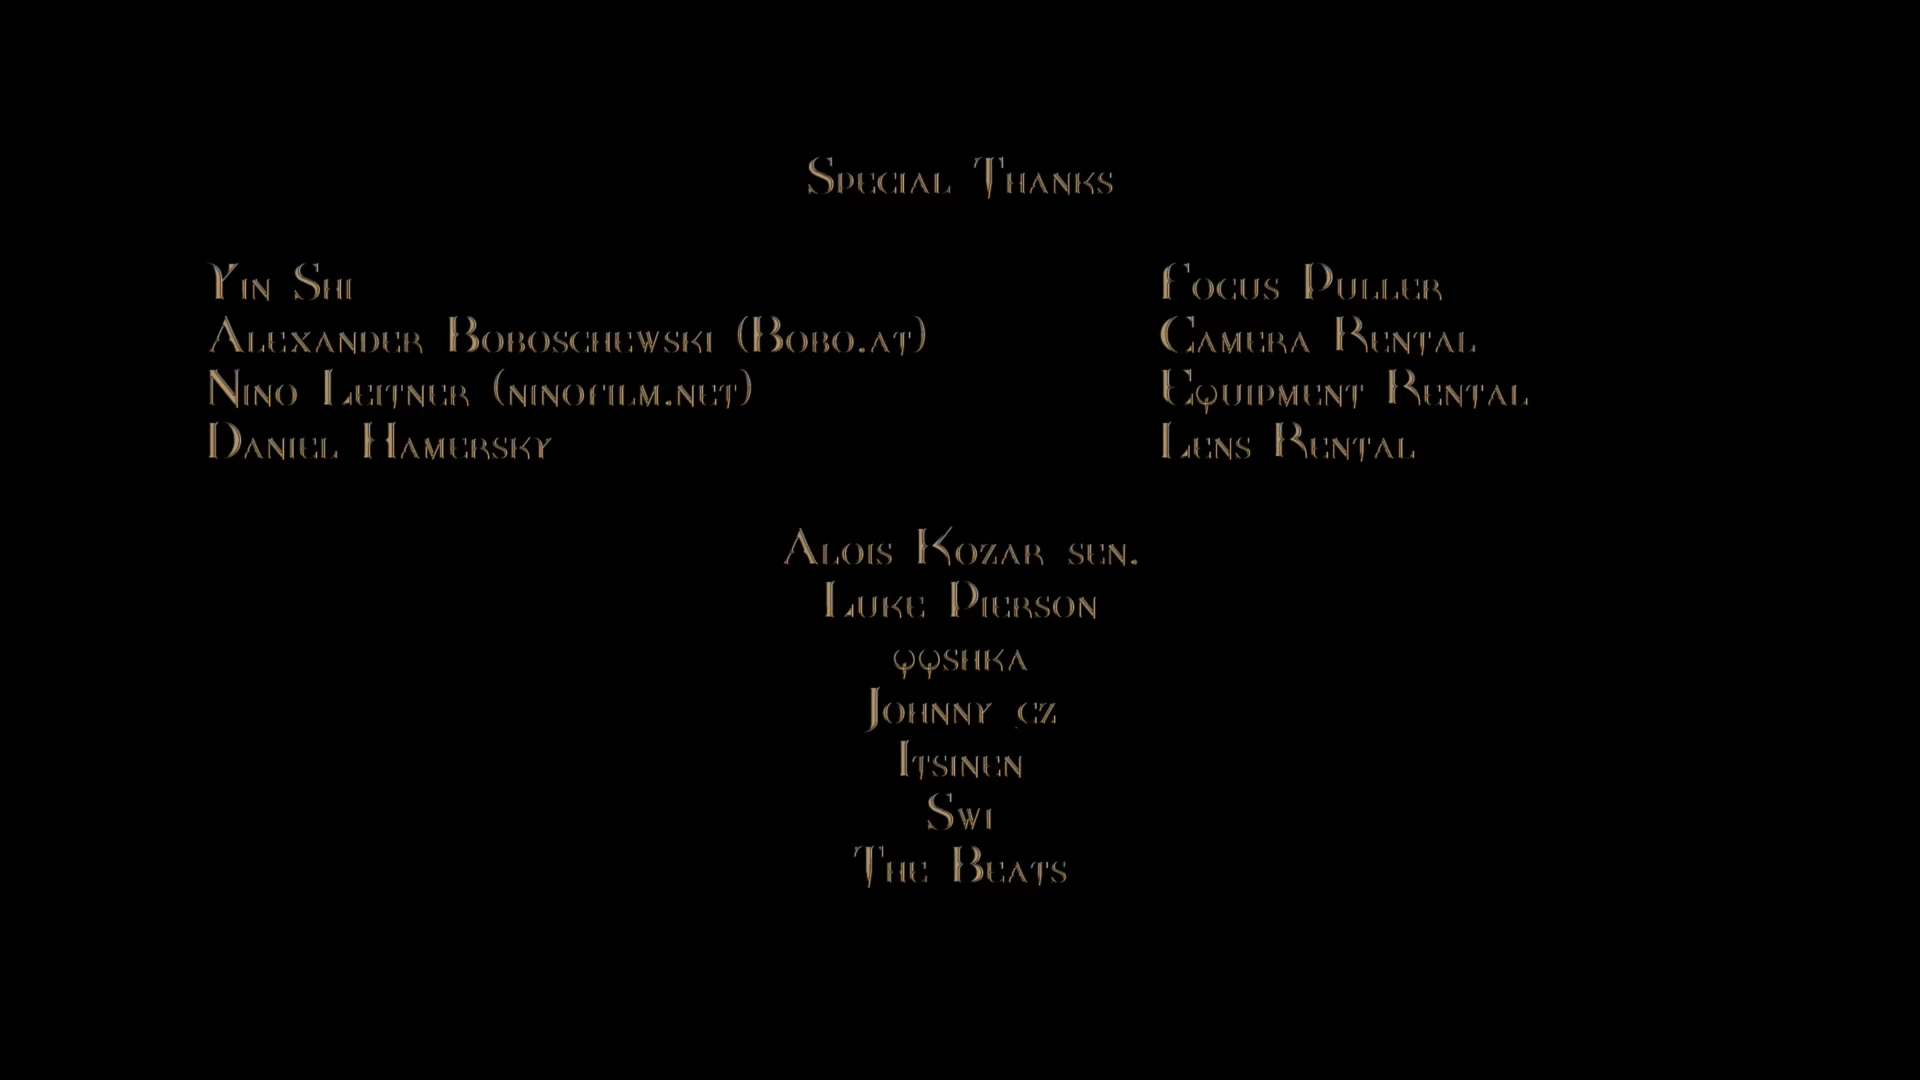 Special Thanks
Yin Shi Focus Puller
Alexander Boboschewski (Bobo.at) Camera Rental
Nino Leitner (ninofilm.net) Equipment Rental
Daniel Hamersky Lens Rental
Alois Kozar sen.
Luke Pierson
qqshka
Johnny_cz
Itsinen
Swi
The Beats